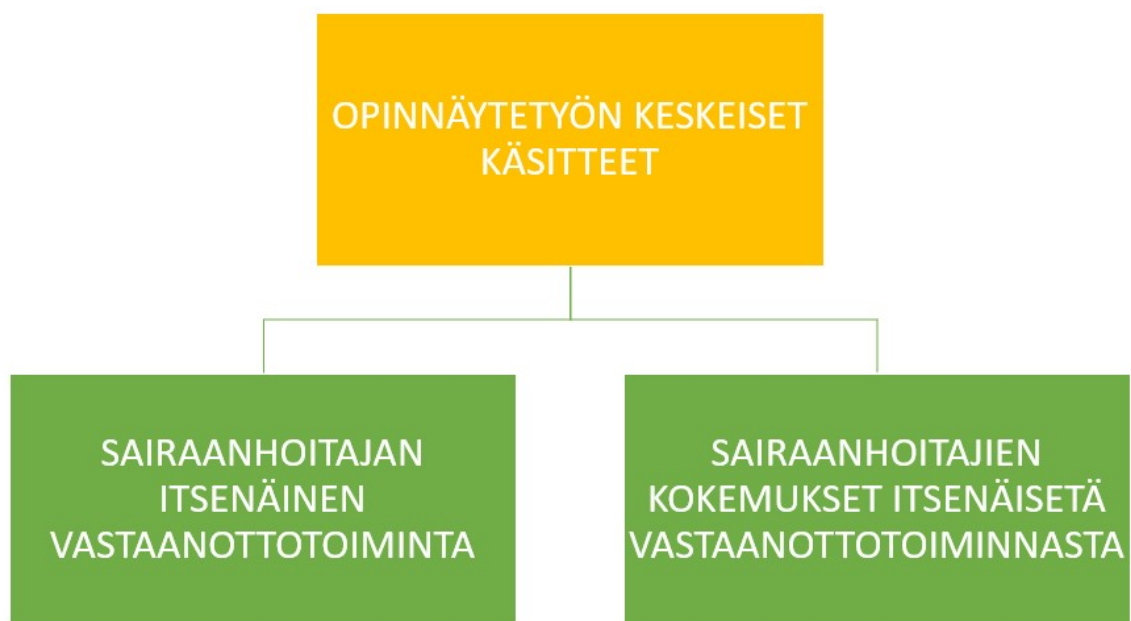 OPINNÄYTETYÖN KESKEISET
KÄSITTEET
SAIRAANHOITAJAN
ITSENÄINEN
VASTAANOTTOTOIMINTA
SAIRAANHOITAJIEN
KOKEMUKSET ITSENÄISETÄ
VASTAANOTTOTOIMINNASTA